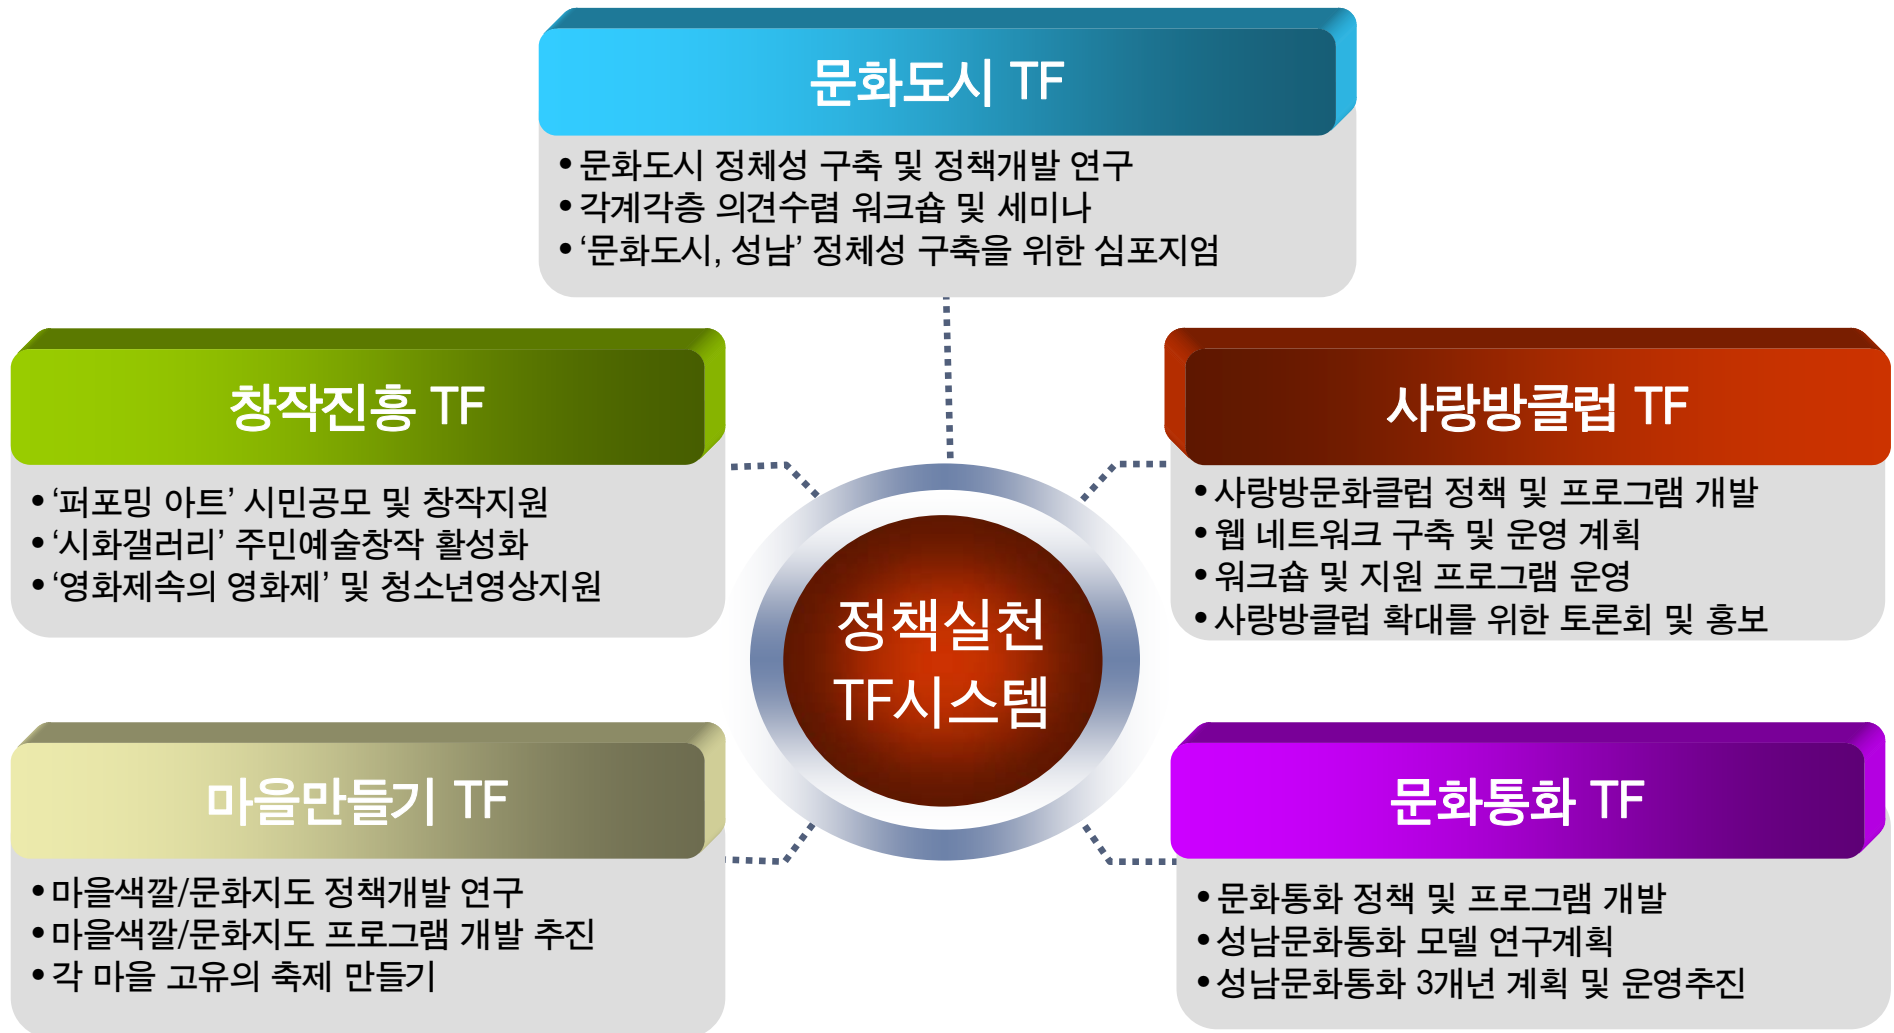 문화도시 TF
•문화도시 정체성 구축 및 정책개발 연구
•각계각층 의견수렴 워크숍 및 세미나
•‘문화도시, 성남’ 정체성 구축을 위한 심포지엄
창작진흥 TF
•‘퍼포밍 아트’ 시민공모 및 창작지원
•‘시화갤러리’ 주민예술창작 활성화
•‘영화제속의 영화제’ 및 청소년영상지원
사랑방클럽 TF
•사랑방문화클럽 정책 및 프로그램 개발
•웹 네트워크 구축 및 운영 계획
•워크숍 및 지원 프로그램 운영
•사랑방클럽 확대를 위한 토론회 및 홍보
정책실천
TF시스템
마을만들기 TF
•마을색깔/문화지도 정책개발 연구
•마을색깔/문화지도 프로그램 개발 추진
•각 마을 고유의 축제 만들기
문화통화 TF
•문화통화 정책 및 프로그램 개발
•성남문화통화 모델 연구계획
•성남문화통화 3개년 계획 및 운영추진